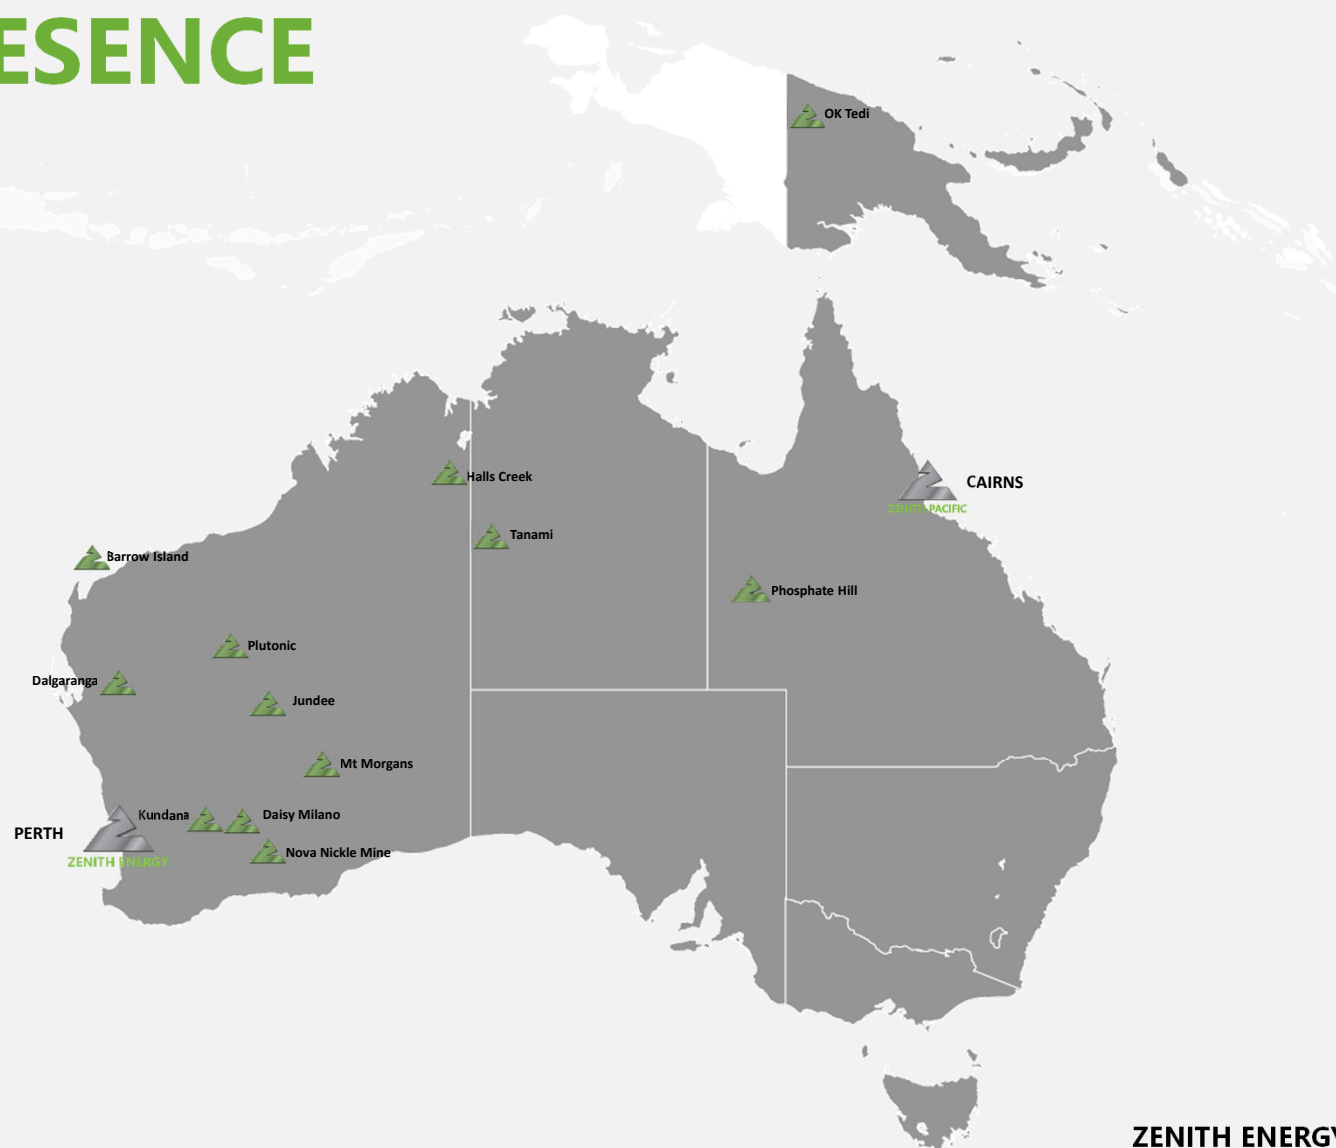 ESENCE
OK Tedi
Halls Creek
CAIRNS
ZENITH PACIFIC
Tanami
Barrow Island
Phosphate Hill
Plutonic
Dalgaranga
Jundee
Mt Morgans
Kundana
Daisy Milano
PERTH
Nova Nickle Mine
ZENITH ENERGY
ZENITH ENERGY